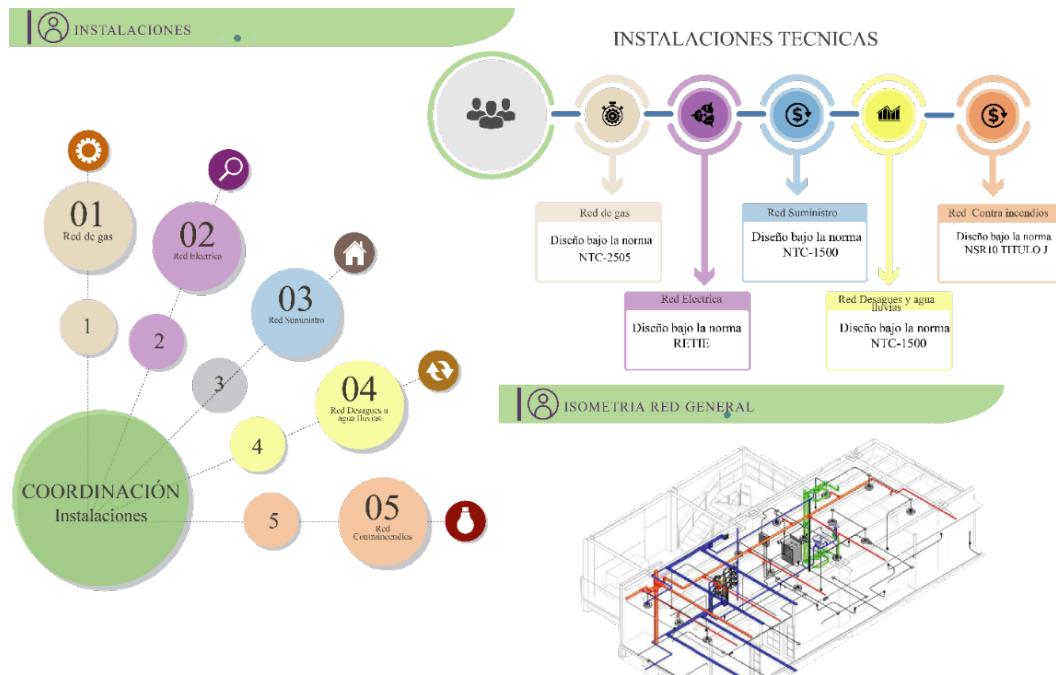 INSTALACIONES
INSTALACIONES TECNICAS
01
Red de gas
02
Red Electrica
03
Red Suministro
04
Red Desagues u
agua lluvias
05
Red
Contraincendios
1
2
3
4
5
COORDINACIÓN
Instalaciones
Red de gas
Diseño bajo la norma
NTC-2505
Red Electrica
Diseño bajo la norma
RETIE
Red Suministro
Diseño bajo la norma
NTC-1500
Red Desagues y agua
lluvias
Diseño bajo la norma
NTC-1500
Red Contra incendios
Diseño bajo la norma
NSR10 TITULO J
ISOMETRIA RED GENERAL